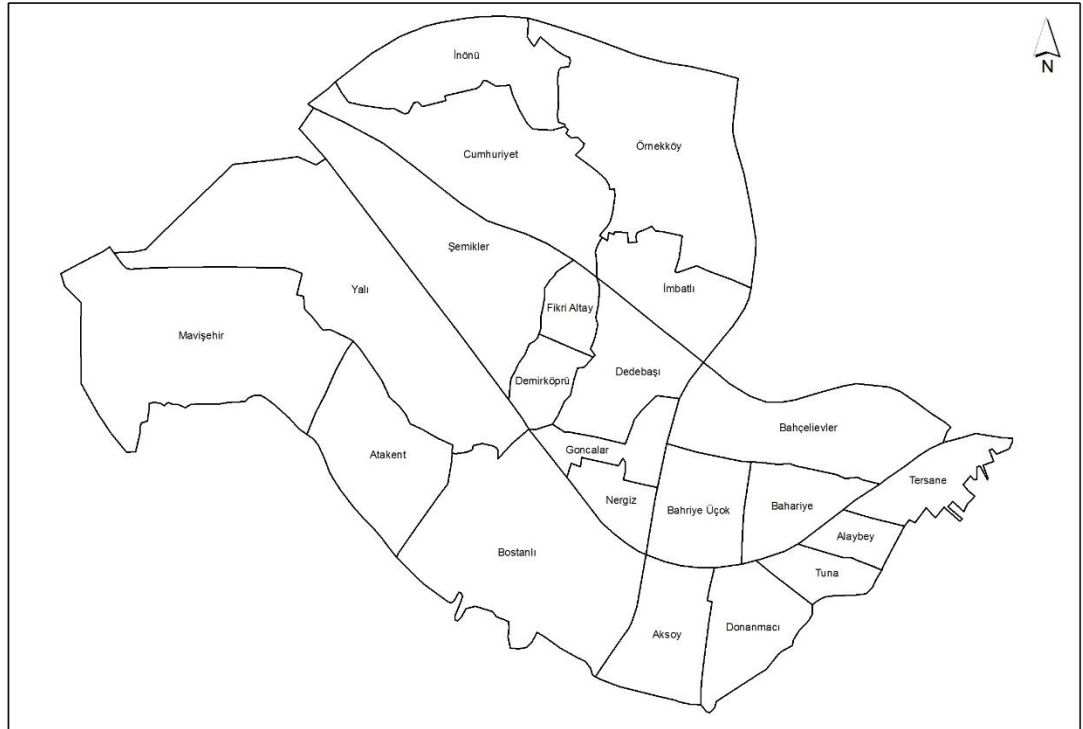 İnönü
N
Örnekköy
Cumhuriyet
Şemikler
Yalı
İmbatlı
Fikri Altay
Mavişehir
Dedebaşı
Demirköprü
Bahçelievler
Goncalar
Atakent
Tersane
Nergiz
Bahriye Üçok
Bahariye
Alaybey
Bostanlı
Tuna
Donanmacı
Aksoy